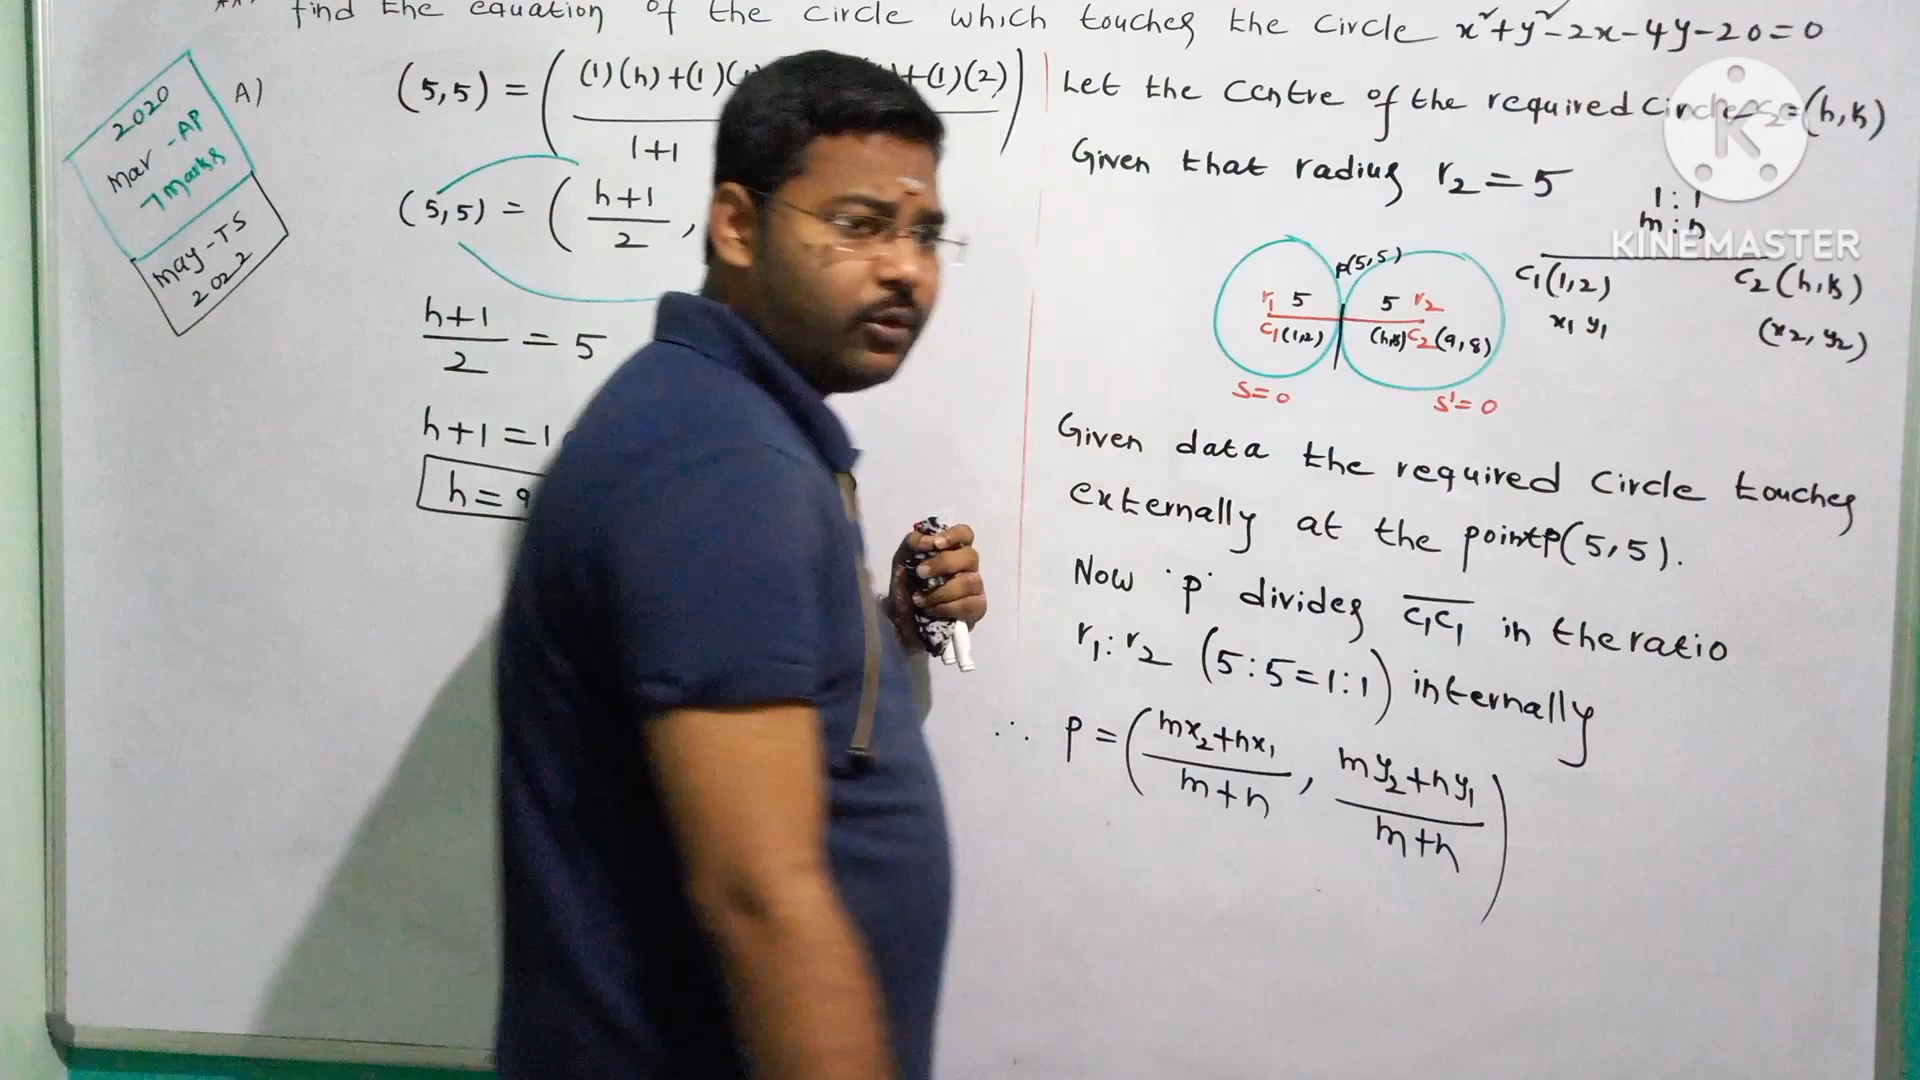 find the equation of the circle which touches the circle x²+y²-2x-4y-20=0
2020
Mar-AP
7 Marks
May-TS
2022
A)
(5,5) = ( (1)(h)+(1)( +(1)(2) )
1+1
(5,5) = ( h+1 / 2 ,
h+1 / 2 = 5
h+1 = 1
h = 9
Let the Centre of the required Circle C₂=(h,k)
Given that radius r₂ = 5
1 : 1
m : n
C₁(1,2) C₂(h,k)
x₁ y₁ (x₂, y₂)
P(5,5)
r₁ 5 5 r₂
C₁(1,2) (h,k)C₂(9,8)
S=0 S'=0
Given data the required Circle touches
externally at the point P(5,5).
Now 'P' divides C₁C₁ in the ratio
r₁:r₂ (5:5=1:1) internally
∴ P = ( mx₂+nx₁ / m+n , my₂+ny₁ / m+n )
KINEMASTER